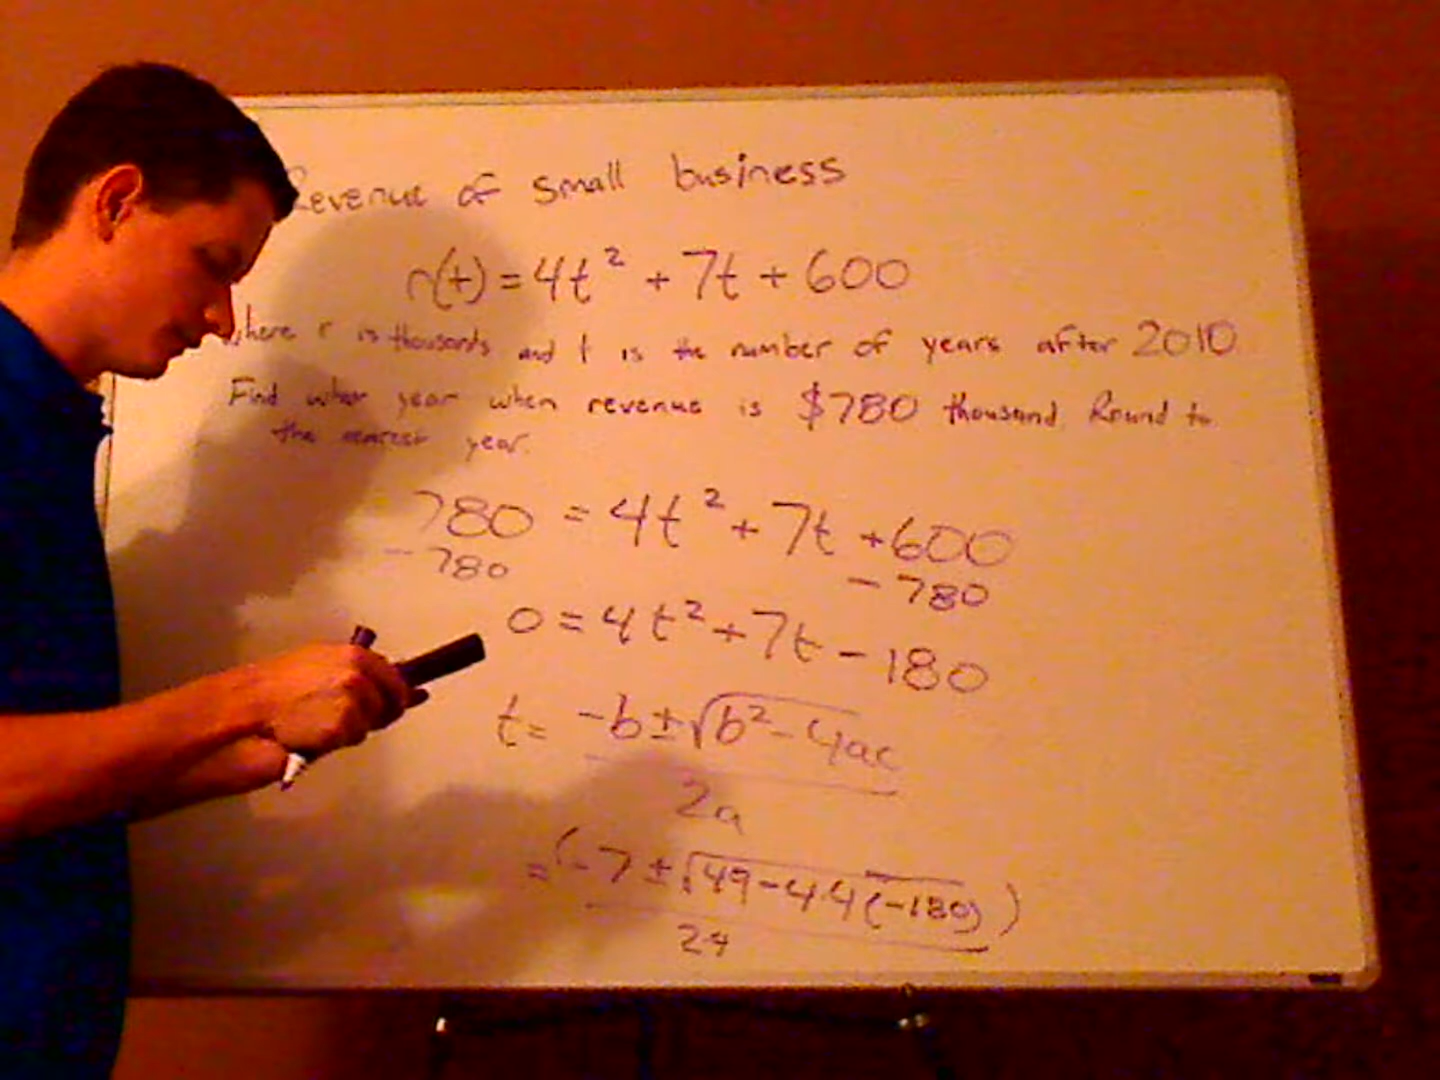 Revenue of small business
r(t) = 4t² + 7t + 600
where r is thousands and t is the number of years after 2010
Find what year when revenue is $780 thousand. Round to
the nearest year.
780 = 4t² + 7t + 600
-780 -780
0 = 4t² + 7t - 180
t = -b ± √b² - 4ac
2a
= (-7 ± √49 - 4·4(-180))
2·4